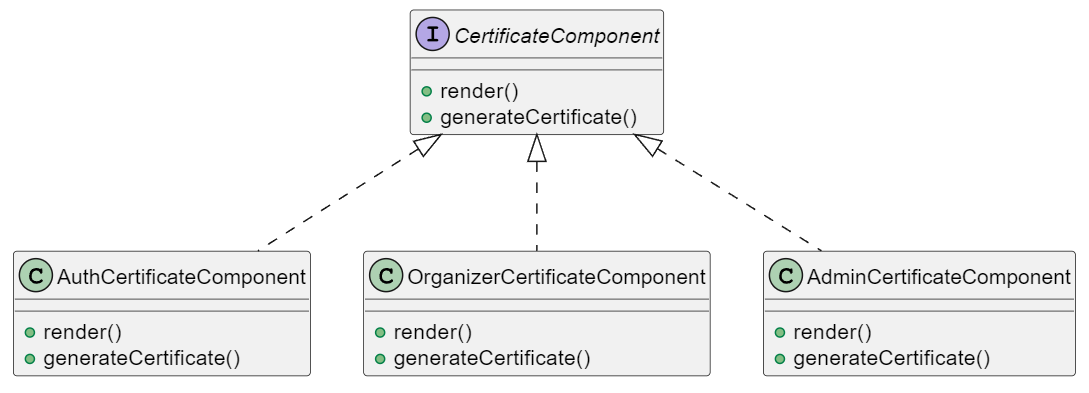 I CertificateComponent
render()
generateCertificate()
C AuthCertificateComponent
render()
generateCertificate()
C OrganizerCertificateComponent
render()
generateCertificate()
C AdminCertificateComponent
render()
generateCertificate()